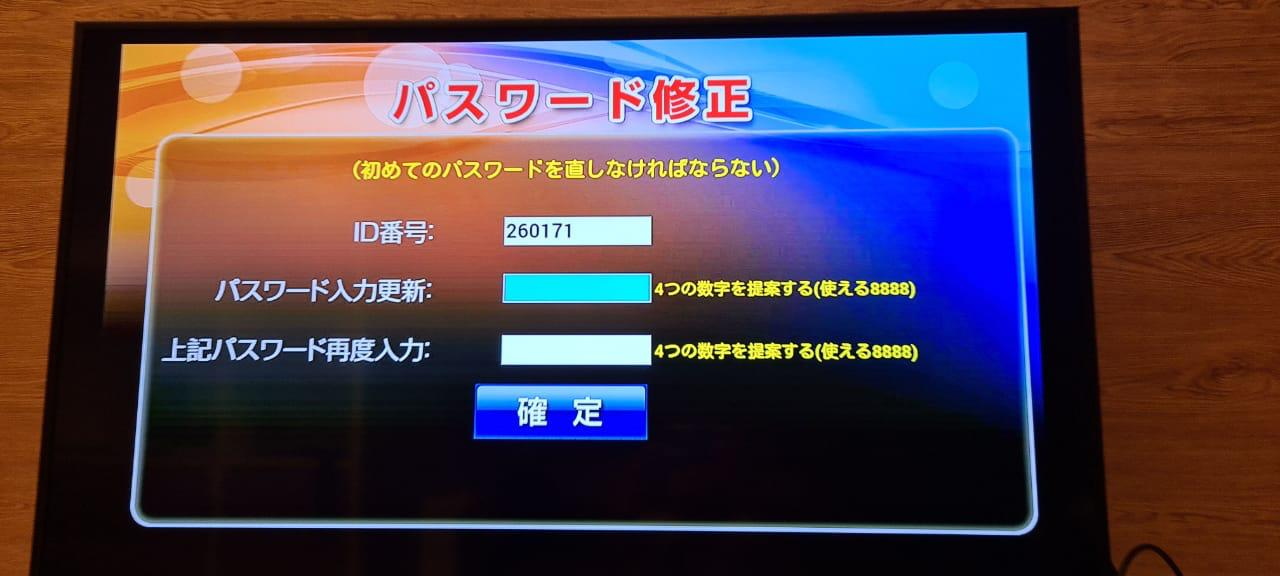 パスワード修正
(初めてのパスワードを直しなければならない)
ID番号: 260171
パスワード入力更新: 4つの数字を提案する(使える8888)
上記パスワード再度入力: 4つの数字を提案する(使える8888)
確 定